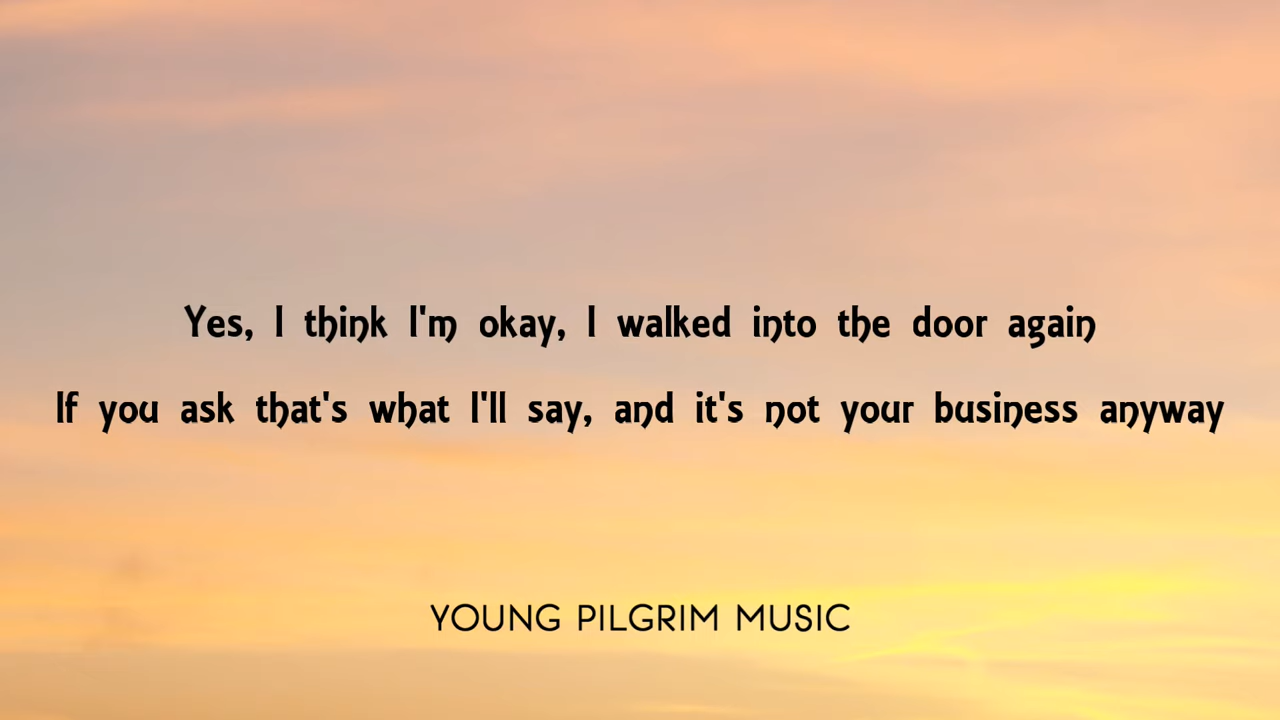 Yes, I think I'm okay, I walked into the door again
If you ask that's what I'll say, and it's not your business anyway
YOUNG PILGRIM MUSIC